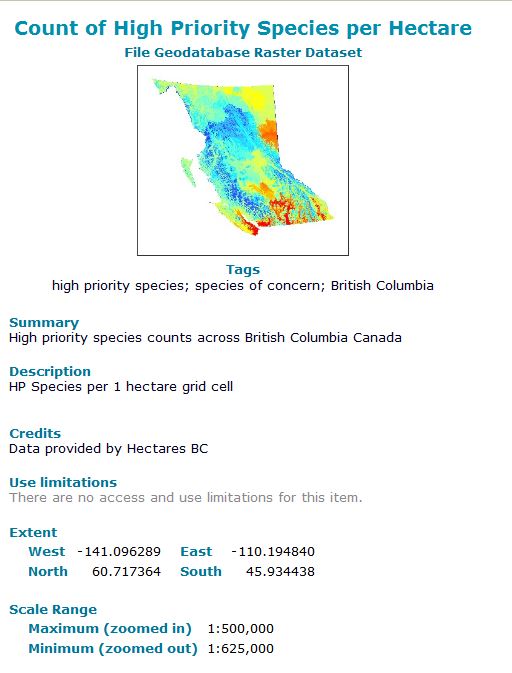 Count of High Priority Species per Hectare
File Geodatabase Raster Dataset
Tags
high priority species; species of concern; British Columbia
Summary
High priority species counts across British Columbia Canada
Description
HP Species per 1 hectare grid cell
Credits
Data provided by Hectares BC
Use limitations
There are no access and use limitations for this item.
Extent
West -141.096289 East -110.194840
North 60.717364 South 45.934438
Scale Range
Maximum (zoomed in) 1:500,000
Minimum (zoomed out) 1:625,000